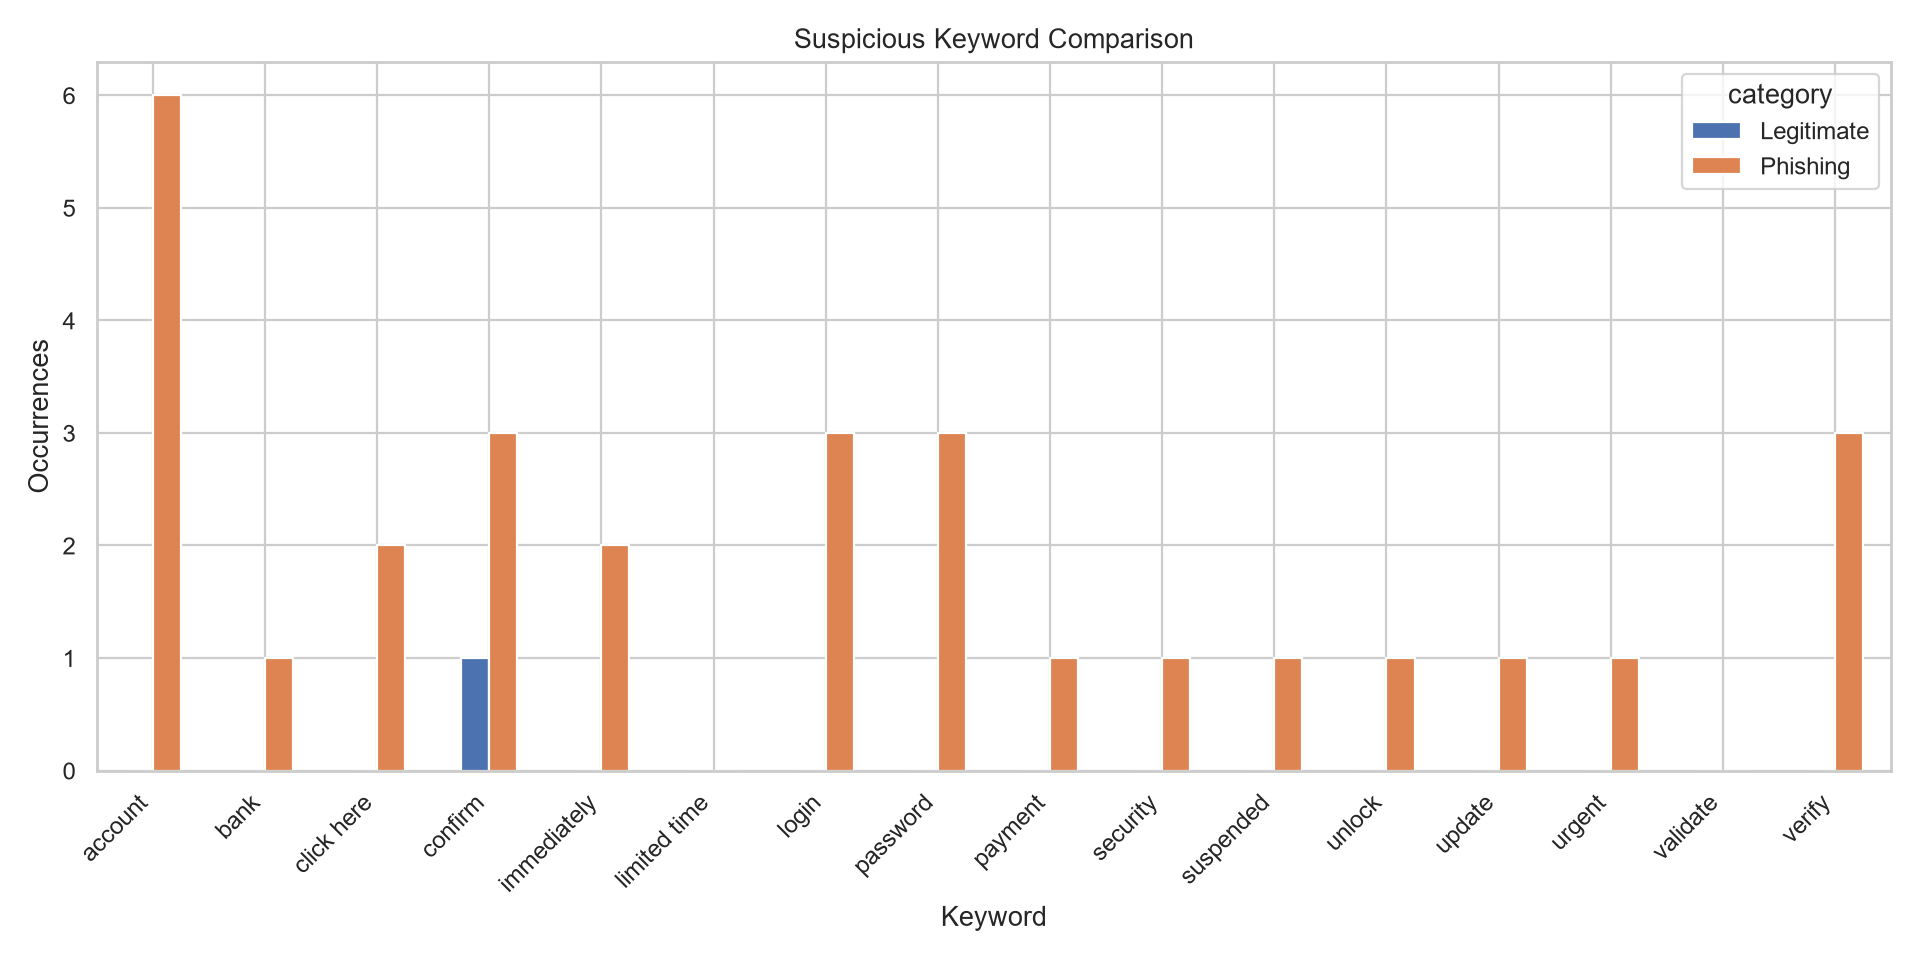 Suspicious Keyword Comparison
category
Legitimate
Phishing
6
5
4
3
2
1
0
Occurrences
account
bank
click here
confirm
immediately
limited time
login
password
payment
security
suspended
unlock
update
urgent
validate
verify
Keyword